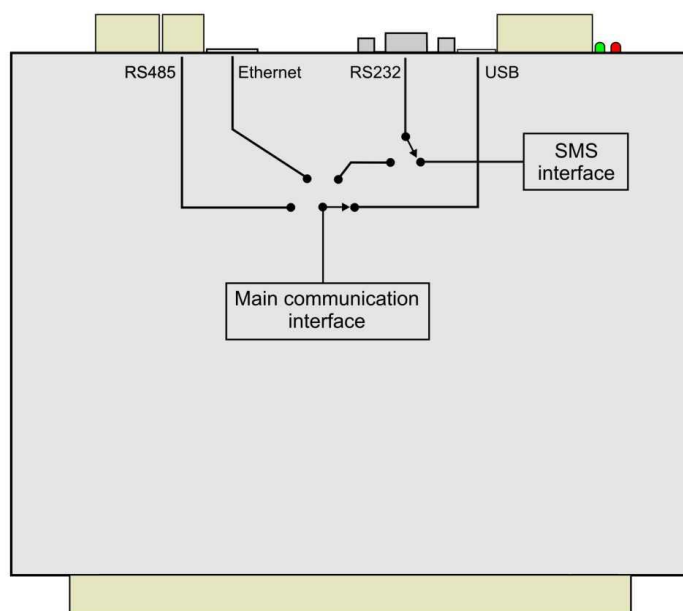 RS485
Ethernet
RS232
USB
SMS
interface
Main communication
interface